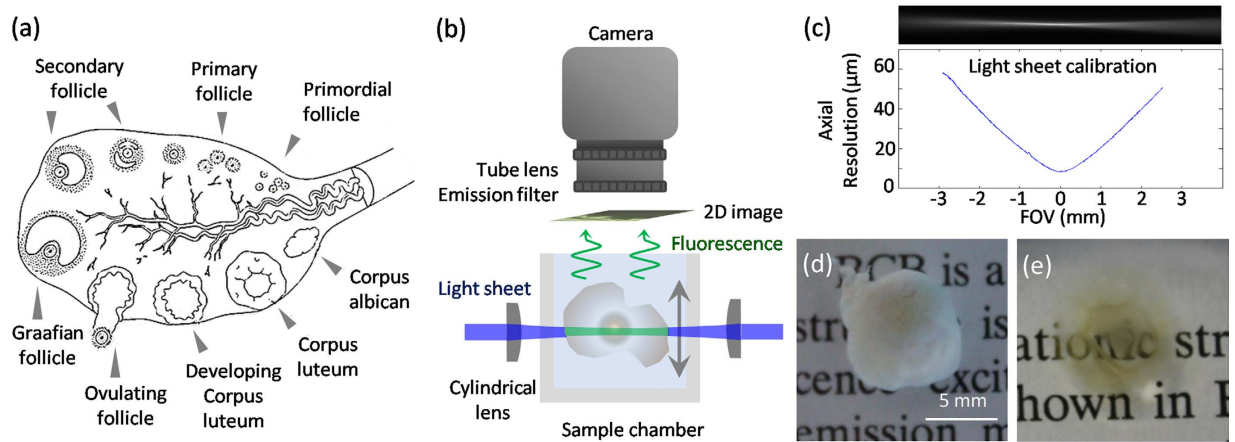 (a)
Secondary
follicle
Primary
follicle
Primordial
follicle
Graafian
follicle
Ovulating
follicle
Developing
Corpus
luteum
Corpus
luteum
Corpus
albican
(b)
Camera
Tube lens
Emission filter
2D image
Fluorescence
Light sheet
Cylindrical
lens
Sample chamber
(c)
Light sheet calibration
Axial
Resolution (µm)
60
40
20
0
-3 -2 -1 0 1 2 3
FOV (mm)
(d)
RCB is a
is
excit
emission m
5 mm
(e)
str
hown in